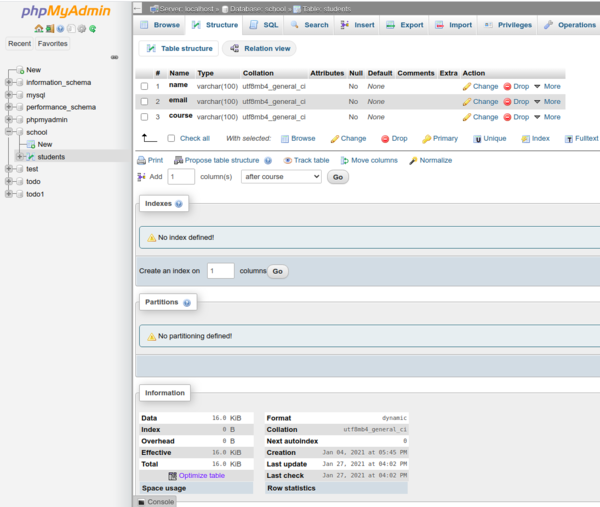 phpMyAdmin
Recent Favorites
New
information_schema
mysql
performance_schema
phpmyadmin
school
New
students
test
todo
todo1
Server: localhost » Database: school » Table: students
Browse Structure SQL Search Insert Export Import Privileges Operations
Table structure Relation view
# Name Type Collation Attributes Null Default Comments Extra Action
1 name varchar(100) utf8mb4_general_ci No None Change Drop More
2 email varchar(100) utf8mb4_general_ci No None Change Drop More
3 course varchar(100) utf8mb4_general_ci No None Change Drop More
Check all With selected: Browse Change Drop Primary Unique Index Fulltext
Print Propose table structure Track table Move columns Normalize
Add 1 column(s) after course Go
Indexes
No index defined!
Create an index on 1 columns Go
Partitions
No partitioning defined!
Information
Data 16.0 KiB
Index 0 B
Overhead 0 B
Effective 16.0 KiB
Total 16.0 KiB
Optimize table
Space usage
Format dynamic
Collation utf8mb4_general_ci
Next autoindex 0
Creation Jan 04, 2021 at 05:45 PM
Last update Jan 27, 2021 at 04:02 PM
Last check Jan 27, 2021 at 04:02 PM
Row statistics
Console